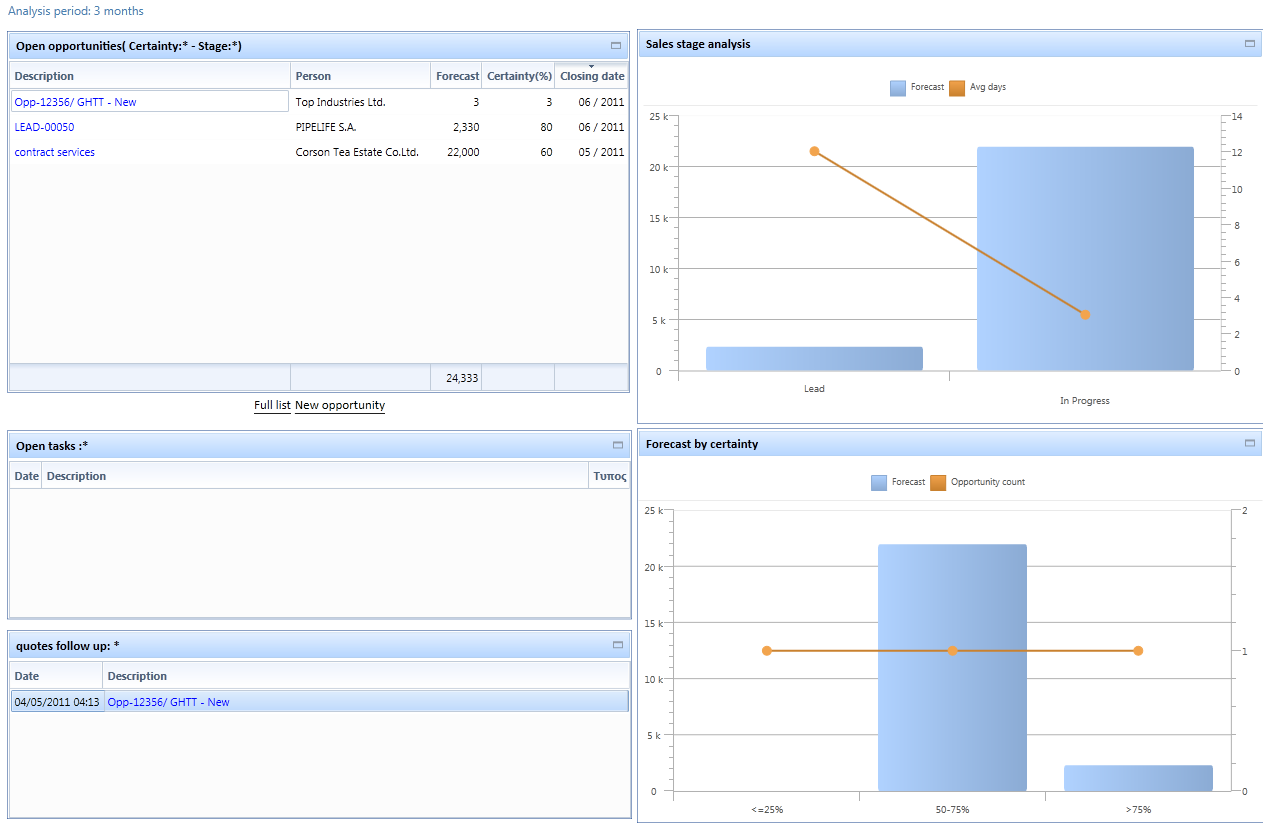 Analysis period: 3 months
Open opportunities( Certainty:* - Stage:*)
Description Person Forecast Certainty(%) Closing date
Opp-12356/ GHTT - New Top Industries Ltd. 3 3 06 / 2011
LEAD-00050 PIPELIFE S.A. 2,330 80 06 / 2011
contract services Corson Tea Estate Co.Ltd. 22,000 60 05 / 2011
24,333
Full list New opportunity
Open tasks :*
Date Description Τυπος
quotes follow up: *
Date Description
04/05/2011 04:13 Opp-12356/ GHTT - New
Sales stage analysis
Forecast Avg days
25 k 14
12
20 k
10
15 k
8
10 k 6
4
5 k
2
0 0
Lead
In Progress
Forecast by certainty
Forecast Opportunity count
25 k 2
20 k
15 k
1
10 k
5 k
0 0
<=25% 50-75% >75%